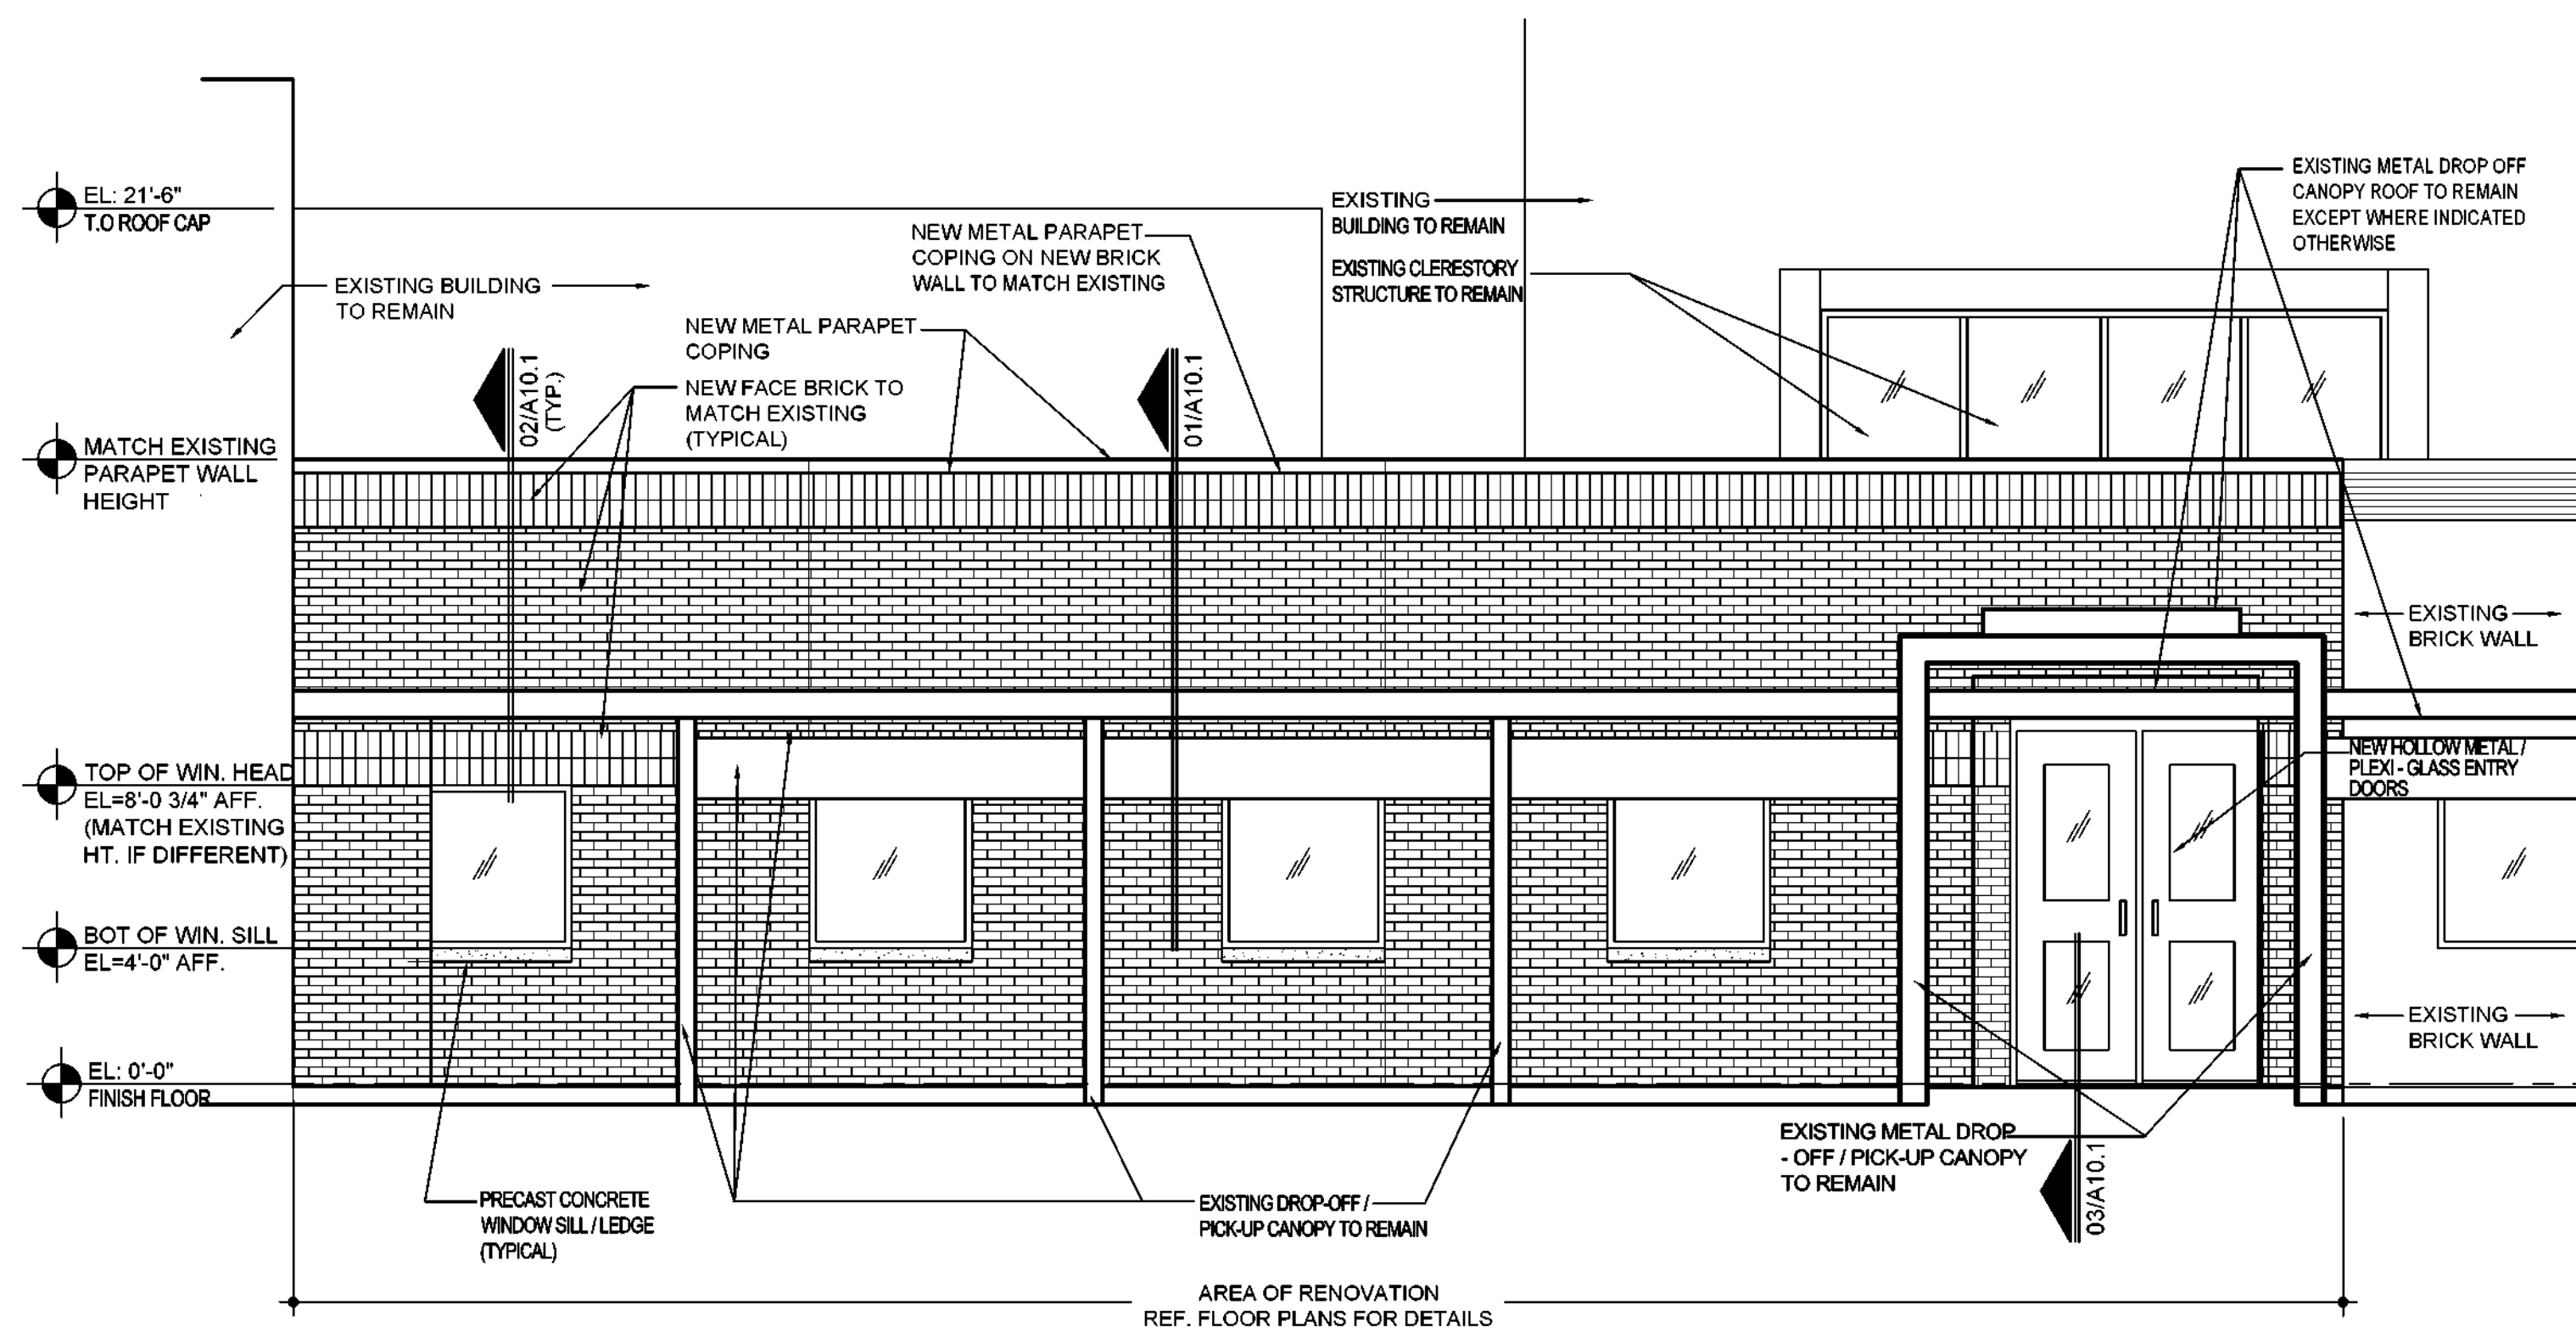 EL: 21'-6"
T.O ROOF CAP
EXISTING BUILDING
TO REMAIN
NEW METAL PARAPET
COPING ON NEW BRICK
WALL TO MATCH EXISTING
EXISTING
BUILDING TO REMAIN
EXISTING CLERESTORY
STRUCTURE TO REMAIN
EXISTING METAL DROP OFF
CANOPY ROOF TO REMAIN
EXCEPT WHERE INDICATED
OTHERWISE
NEW METAL PARAPET
COPING
NEW FACE BRICK TO
MATCH EXISTING
(TYPICAL)
02/A10.1
(TYP.)
01/A10.1
MATCH EXISTING
PARAPET WALL
HEIGHT
EXISTING
BRICK WALL
TOP OF WIN. HEAD
EL=8'-0 3/4" AFF.
(MATCH EXISTING
HT. IF DIFFERENT)
NEW HOLLOW METAL /
PLEXI - GLASS ENTRY
DOORS
BOT OF WIN. SILL
EL=4'-0" AFF.
EXISTING
BRICK WALL
EL: 0'-0"
FINISH FLOOR
PRECAST CONCRETE
WINDOW SILL / LEDGE
(TYPICAL)
EXISTING DROP-OFF /
PICK-UP CANOPY TO REMAIN
EXISTING METAL DROP
- OFF / PICK-UP CANOPY
TO REMAIN
03/A10.1
AREA OF RENOVATION
REF. FLOOR PLANS FOR DETAILS